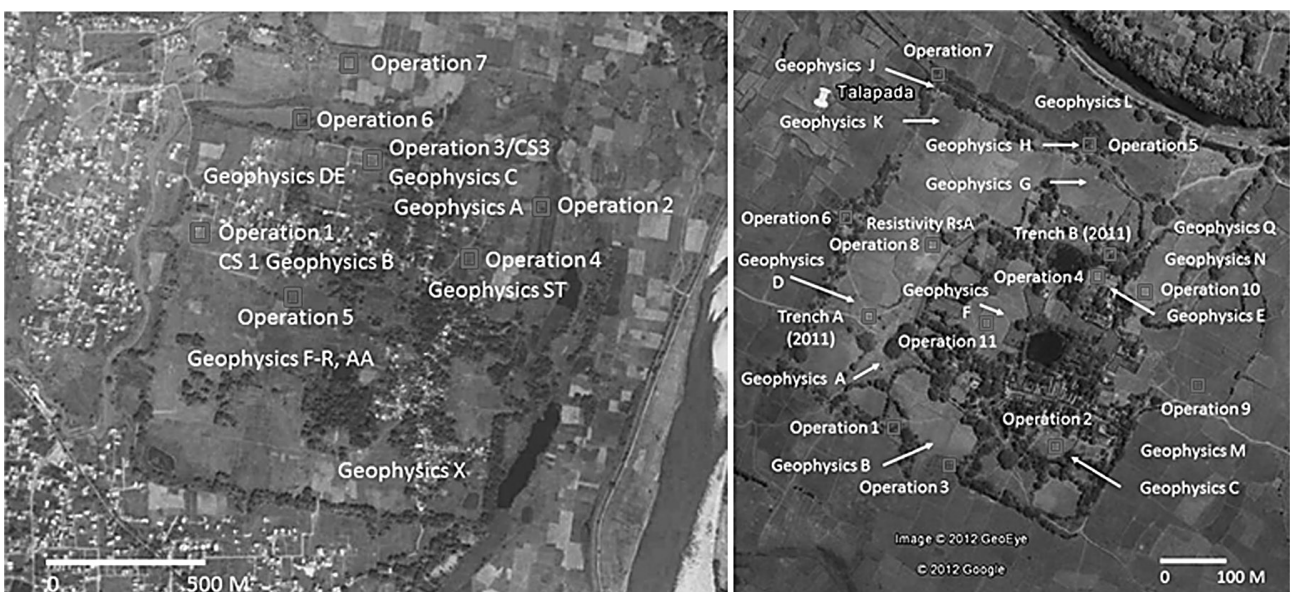 Operation 7
Operation 6
Operation 3/CS3
Geophysics DE
Geophysics C
Geophysics A
Operation 2
Operation 1
CS 1 Geophysics B
Operation 4
Geophysics ST
Operation 5
Geophysics F-R, AA
Geophysics X
0
500 M
Operation 7
Geophysics J
Talapada
Geophysics L
Geophysics K
Geophysics H
Operation 5
Geophysics G
Operation 6
Resistivity RsA
Operation 8
Trench B (2011)
Geophysics Q
Geophysics N
Geophysics
D
Operation 4
Operation 10
Geophysics
F
Geophysics E
Trench A
(2011)
Operation 11
Geophysics A
Operation 9
Operation 2
Operation 1
Geophysics M
Geophysics B
Operation 3
Geophysics C
Image © 2012 GeoEye
© 2012 Google
0
100 M